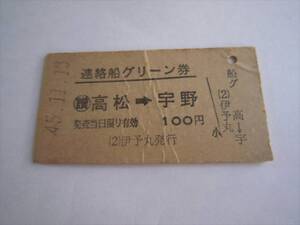 45.11.13
連絡船グリーン券
高松➡宇野
発売当日限り有効 100円
(2)伊予丸発行
船グ
高→宇
(2)伊予丸
小